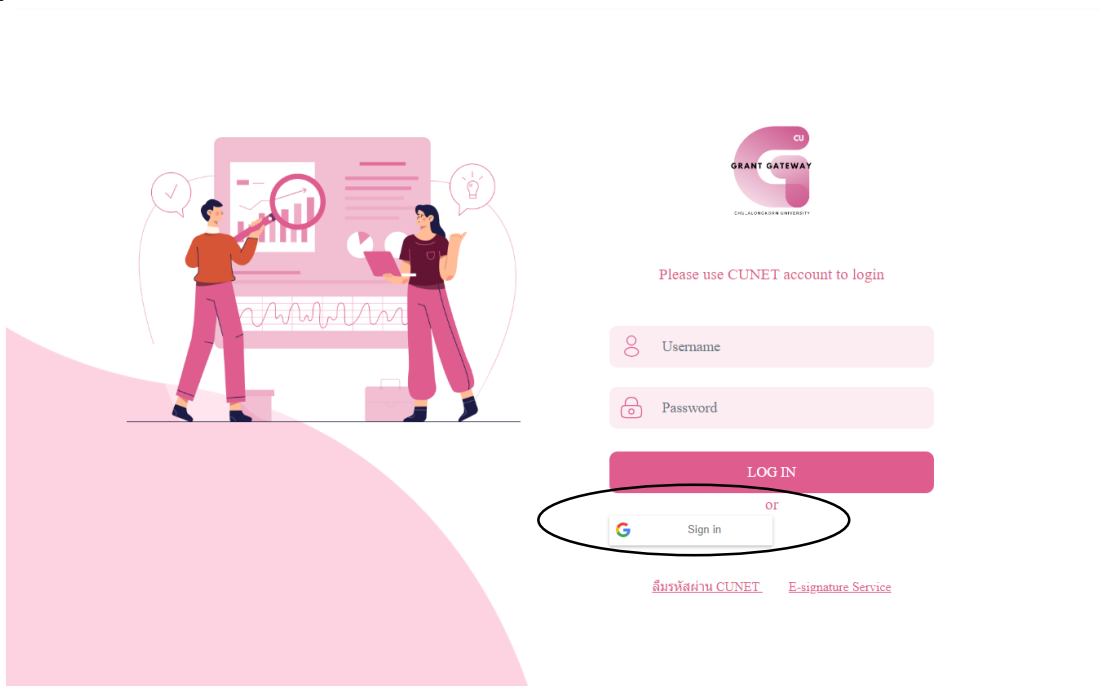 CU
GRANT GATEWAY
CHULALONGKORN UNIVERSITY
Please use CUNET account to login
Username
Password
LOG IN
or
Sign in
ลืมรหัสผ่าน CUNET E-signature Service